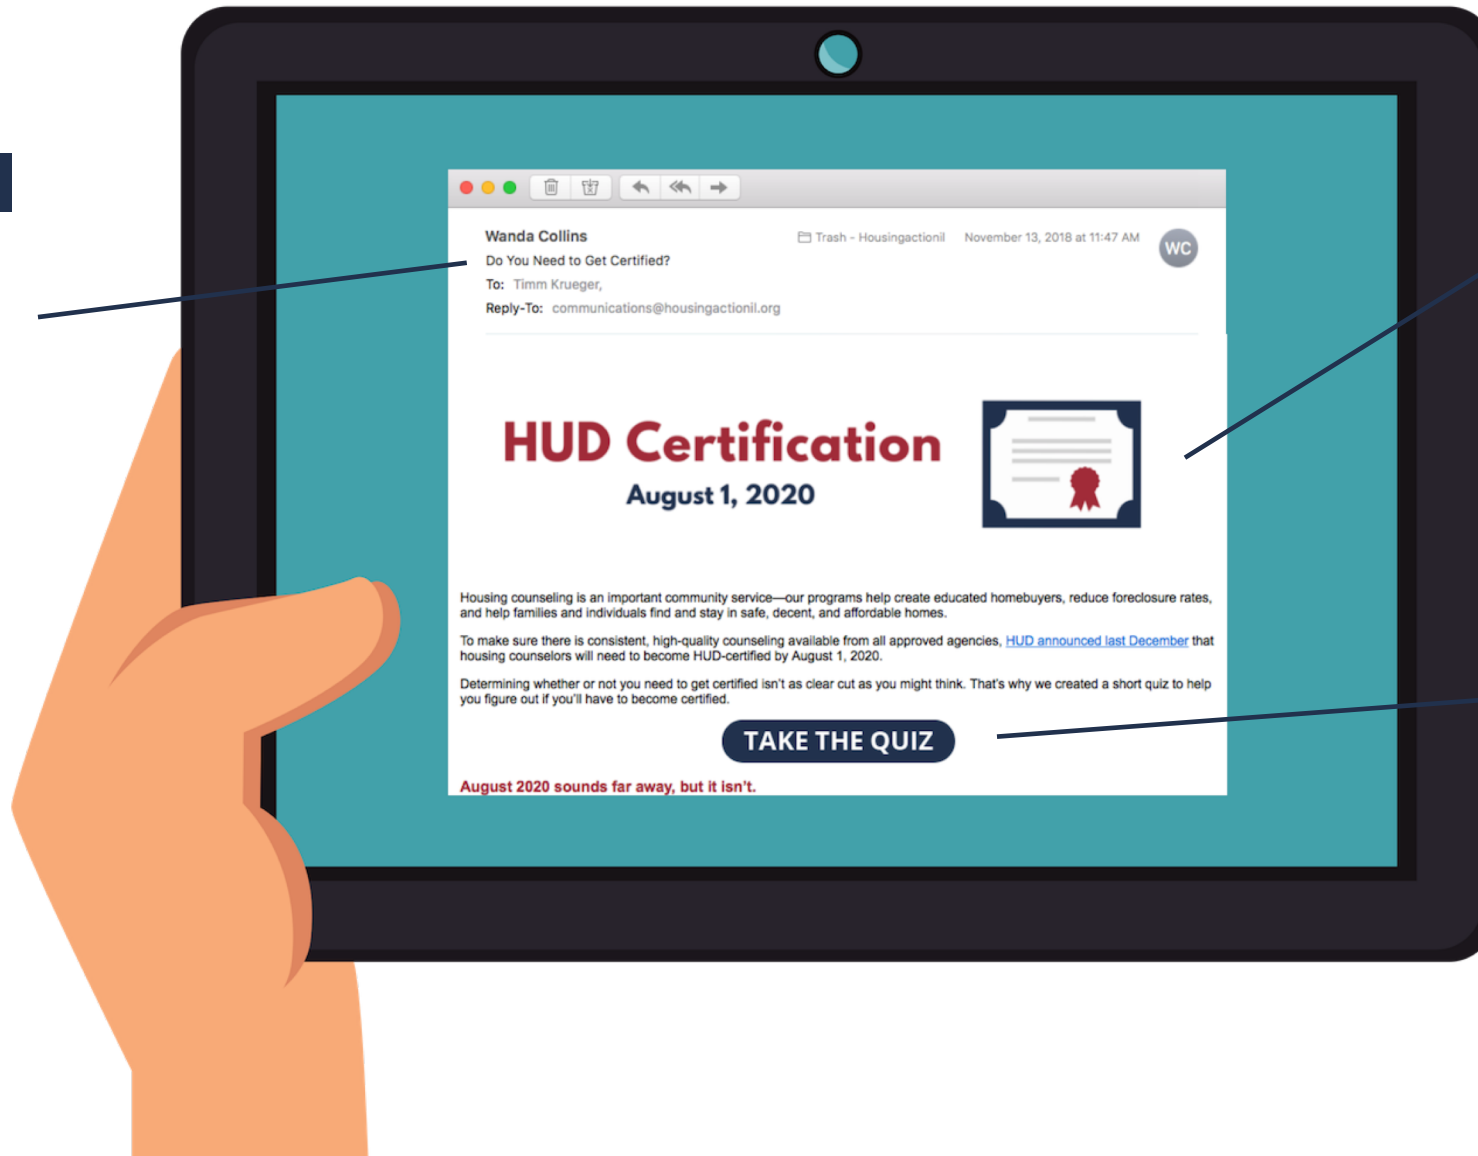 Wanda Collins
Trash - Housingactionil November 13, 2018 at 11:47 AM
WC
Do You Need to Get Certified?
To: Timm Krueger,
Reply-To: communications@housingactionil.org
HUD Certification
August 1, 2020
Housing counseling is an important community service—our programs help create educated homebuyers, reduce foreclosure rates,
and help families and individuals find and stay in safe, decent, and affordable homes.
To make sure there is consistent, high-quality counseling available from all approved agencies, HUD announced last December that
housing counselors will need to become HUD-certified by August 1, 2020.
Determining whether or not you need to get certified isn't as clear cut as you might think. That's why we created a short quiz to help
you figure out if you'll have to become certified.
TAKE THE QUIZ
August 2020 sounds far away, but it isn't.